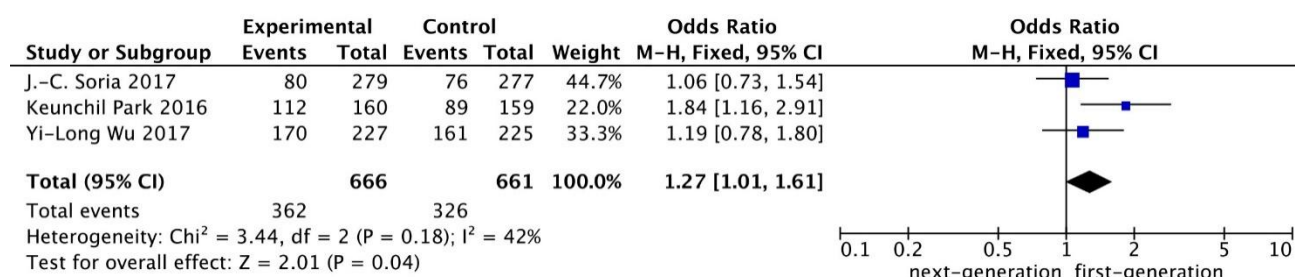 Experimental Control Odds Ratio Odds Ratio
Study or Subgroup Events Total Events Total Weight M-H, Fixed, 95% CI M-H, Fixed, 95% CI
J.-C. Soria 2017 80 279 76 277 44.7% 1.06 [0.73, 1.54]
Keunchil Park 2016 112 160 89 159 22.0% 1.84 [1.16, 2.91]
Yi-Long Wu 2017 170 227 161 225 33.3% 1.19 [0.78, 1.80]
Total (95% CI) 666 661 100.0% 1.27 [1.01, 1.61]
Total events 362 326
Heterogeneity: Chi² = 3.44, df = 2 (P = 0.18); I² = 42%
Test for overall effect: Z = 2.01 (P = 0.04)
0.1 0.2 0.5 1 2 5 10
next-generation first-generation